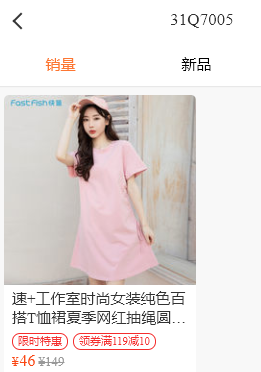 31Q7005
销量 新品
Fast Fish 快鱼
速+工作室时尚女装纯色百
搭T恤裙夏季网红抽绳圆…
限时特惠 领券满119减10
¥46 ¥149